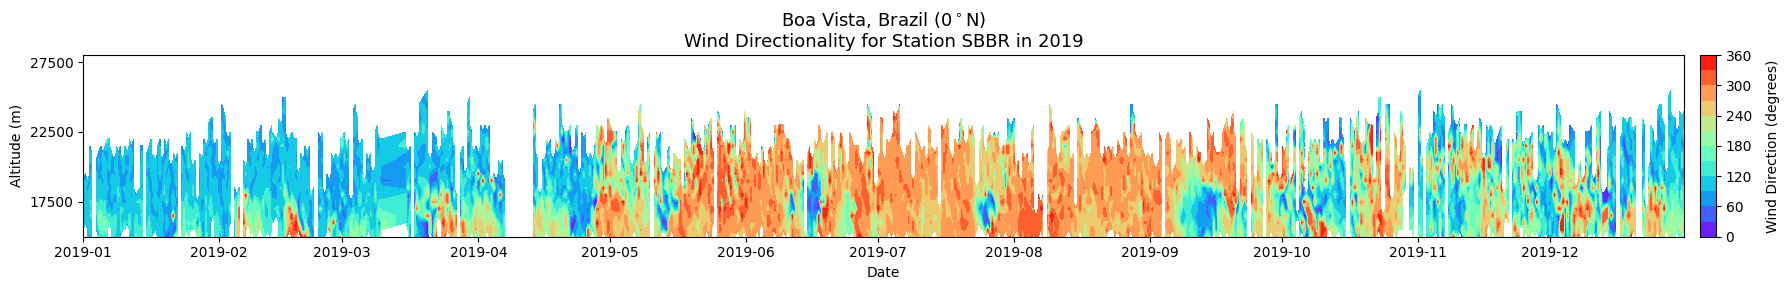 Boa Vista, Brazil (0°N)
Wind Directionality for Station SBBR in 2019
Altitude (m)
27500
22500
17500
2019-01 2019-02 2019-03 2019-04 2019-05 2019-06 2019-07 2019-08 2019-09 2019-10 2019-11 2019-12
Date
360
300
240
180
120
60
0
Wind Direction (degrees)